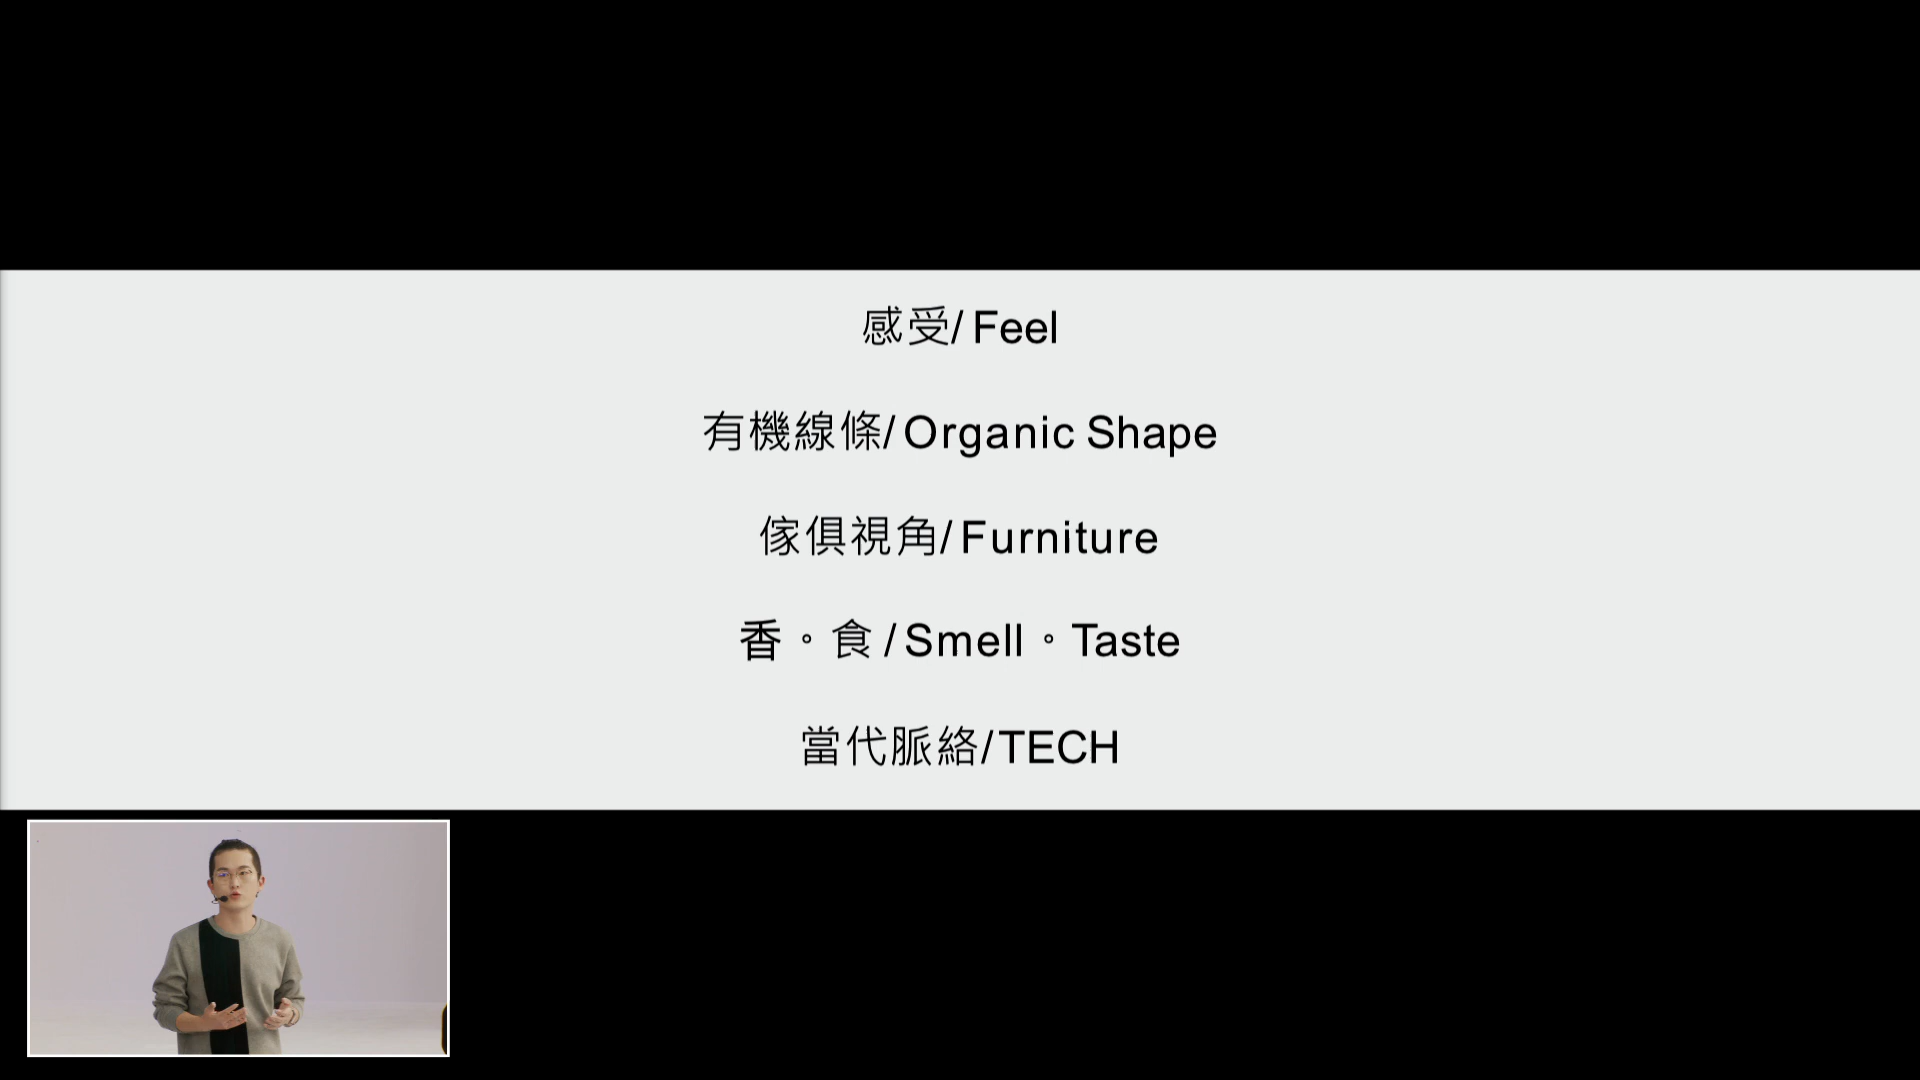 感受/ Feel
有機線條/ Organic Shape
傢俱視角/ Furniture
香。食 / Smell。Taste
當代脈絡/ TECH